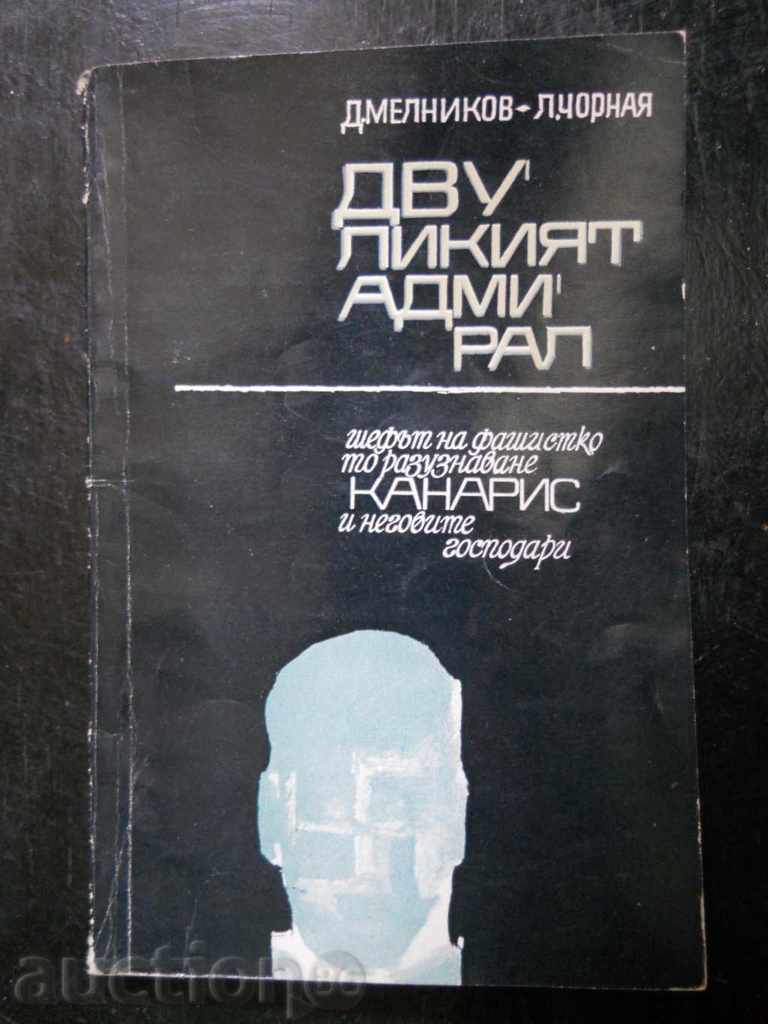 Д.МЕЛНИКОВ-Л.ЧОРНАЯ
ДВУ
ЛИКИЯТ
АДМИ
РАЛ
шефът на фашистко
то разузнаване
КАНАРИС
и неговите
господари
auction.BG